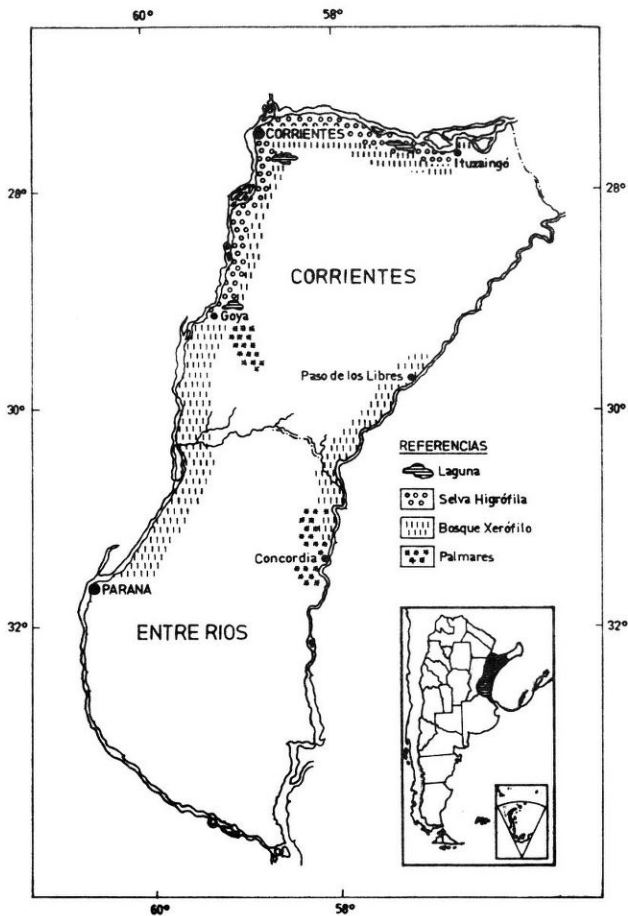 60° 58°
CORRIENTES
Ituzaingó
28° 28°
CORRIENTES
Goya
Paso de los Libres
30° 30°
REFERENCIAS
Laguna
Selva Higrófila
Bosque Xerófilo
Palmares
Concordia
PARANA
ENTRE RIOS
32° 32°
60° 58°